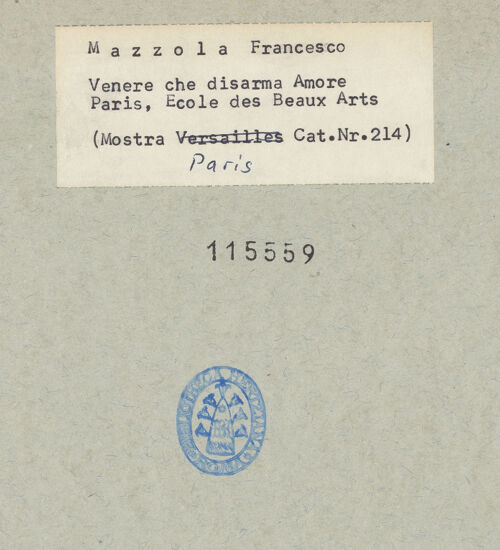 Mazzola Francesco
Venere che disarma Amore
Paris, Ecole des Beaux Arts
(Mostra Versailles Cat.Nr.214)
Paris
115559